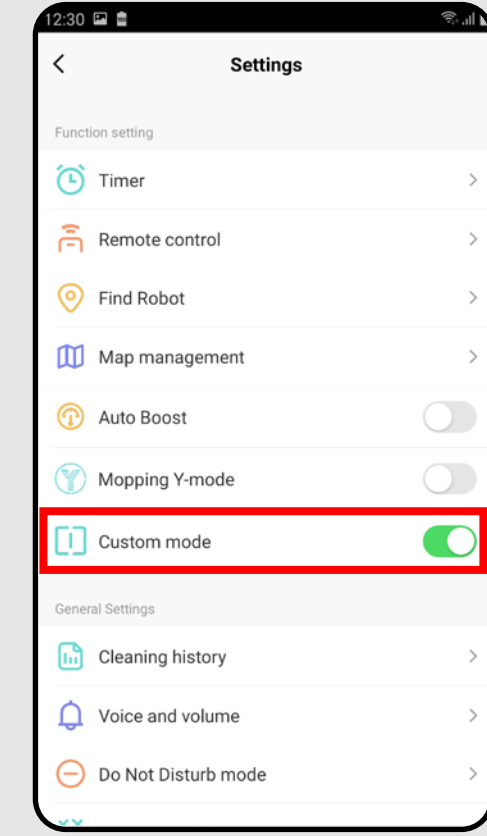 12:30
Settings
Function setting
Timer
Remote control
Find Robot
Map management
Auto Boost
Mopping Y-mode
Custom mode
General Settings
Cleaning history
Voice and volume
Do Not Disturb mode